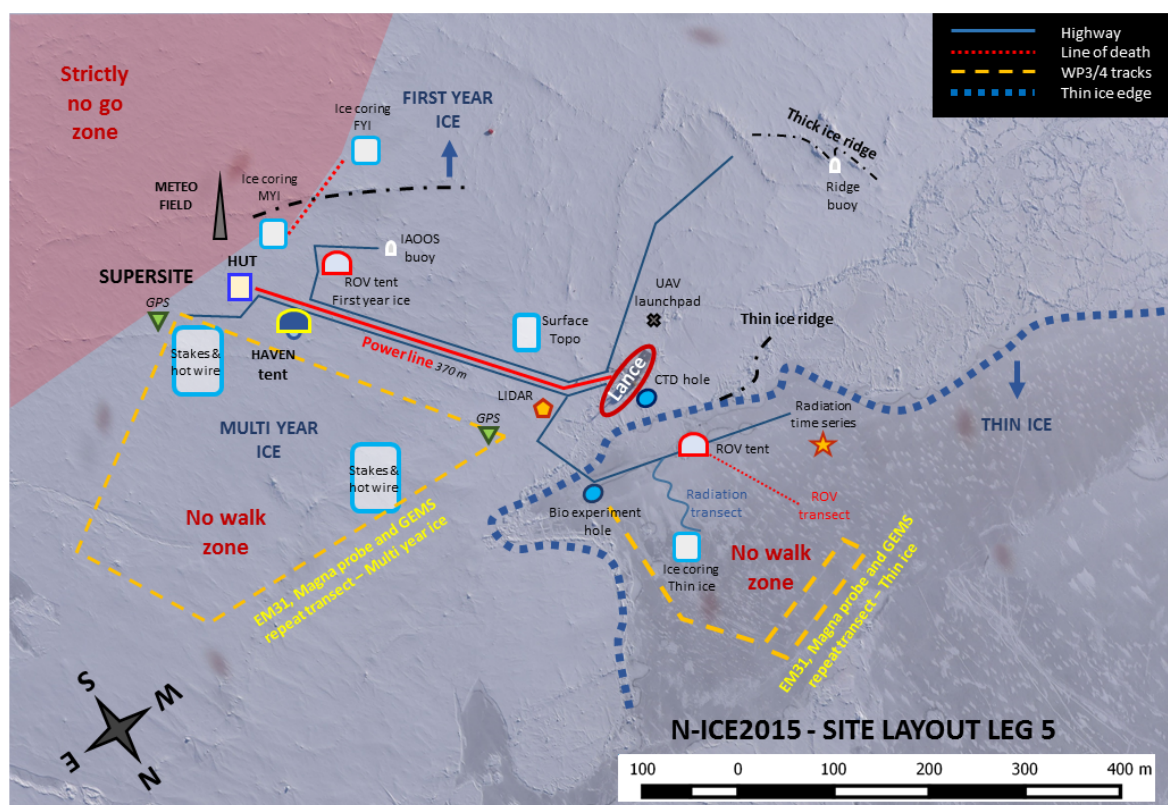 Highway
Line of death
WP3/4 tracks
Thin ice edge
Strictly
no go
zone
FIRST YEAR
ICE
Ice coring
FYI
Thick ice ridge
Ridge
buoy
Ice coring
MYI
METEO
FIELD
HUT
IAOOS
buoy
SUPERSITE
GPS
ROV tent
First year ice
UAV
launchpad
Surface
Topo
Thin ice ridge
Stakes &
hot wire
HAVEN
tent
Power line 370 m
Lance
CTD hole
LIDAR
GPS
Radiation
time series
THIN ICE
MULTI YEAR
ICE
ROV tent
Stakes &
hot wire
Radiation
transect
ROV
transect
Bio experiment
hole
No walk
zone
No walk
zone
Ice coring
Thin ice
EM31, Magna probe and GEMS
repeat transect – Multi year ice
EM31, Magna probe and GEMS
repeat transect – Thin ice
S
W
E
N
N-ICE2015 - SITE LAYOUT LEG 5
100 0 100 200 300 400 m